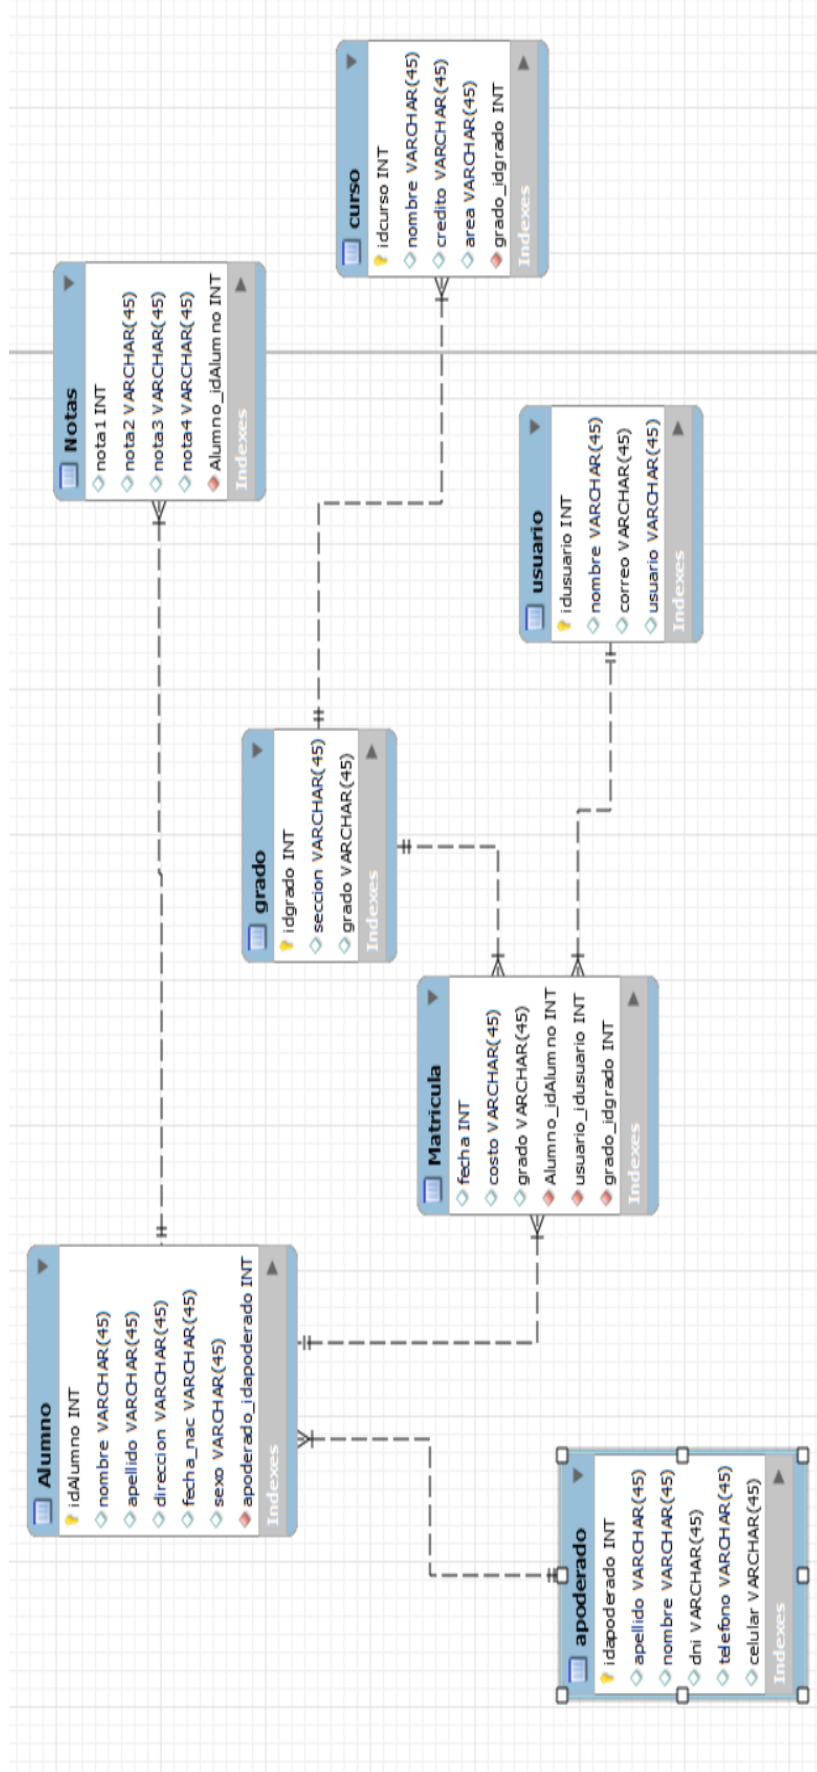 Alumno
idAlumno INT
nombre VARCHAR(45)
apellido VARCHAR(45)
direccion VARCHAR(45)
fecha_nac VARCHAR(45)
sexo VARCHAR(45)
apoderado_idapoderado INT
Indexes
Notas
nota1 INT
nota2 VARCHAR(45)
nota3 VARCHAR(45)
nota4 VARCHAR(45)
Alumno_idAlumno INT
Indexes
grado
idgrado INT
seccion VARCHAR(45)
grado VARCHAR(45)
Indexes
curso
idcurso INT
nombre VARCHAR(45)
credito VARCHAR(45)
area VARCHAR(45)
grado_idgrado INT
Indexes
Matricula
fecha INT
costo VARCHAR(45)
grado VARCHAR(45)
Alumno_idAlumno INT
usuario_idusuario INT
grado_idgrado INT
Indexes
usuario
idusuario INT
nombre VARCHAR(45)
correo VARCHAR(45)
usuario VARCHAR(45)
Indexes
apoderado
idapoderado INT
apellido VARCHAR(45)
nombre VARCHAR(45)
dni VARCHAR(45)
telefono VARCHAR(45)
celular VARCHAR(45)
Indexes